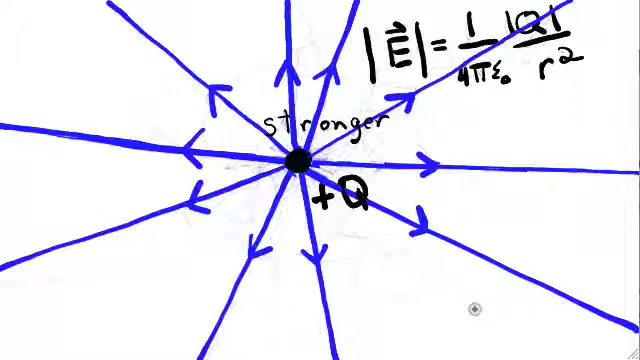 |E⃗| = 1/4πε₀ |Q|/r²
stronger
+Q